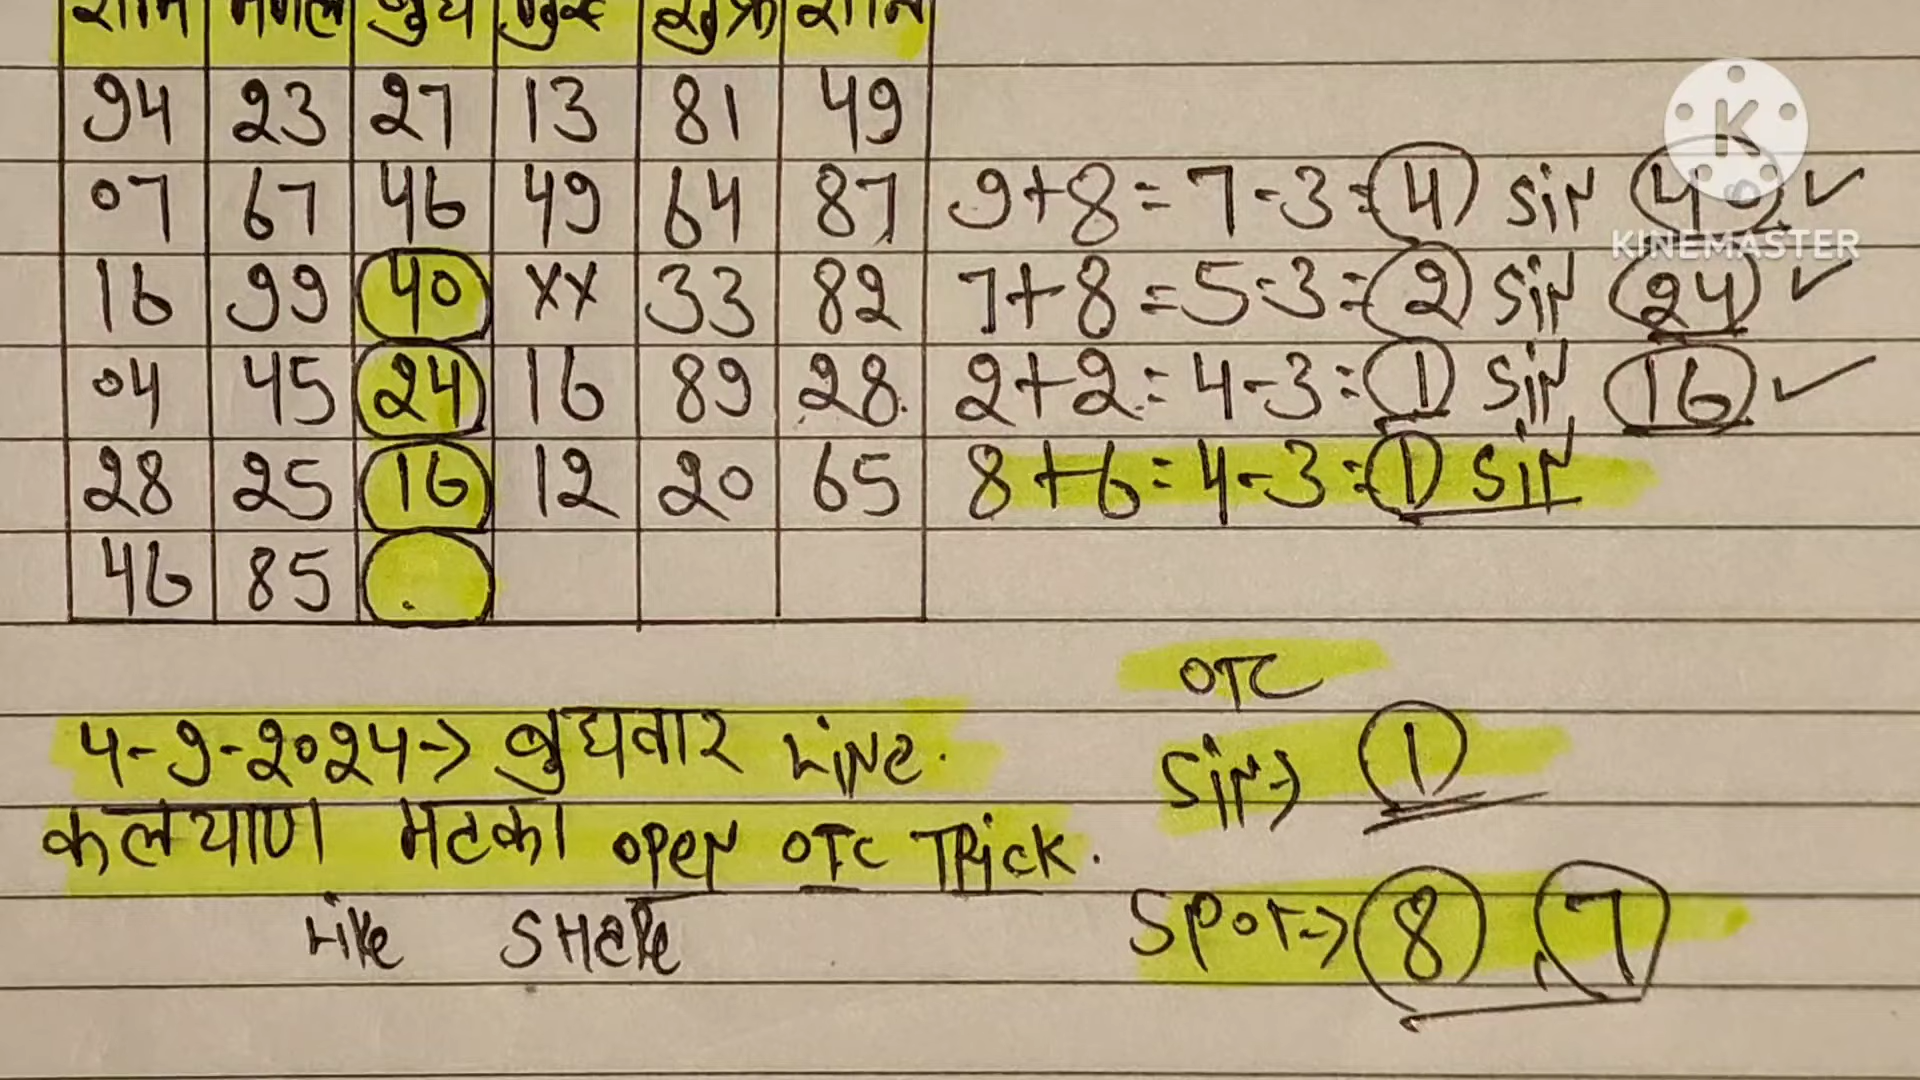 सोम मंगल बुध गुरु शुक्र शनि
94 23 27 13 81 49
07 67 46 49 64 87 9+8=7-3=4 Sir 40 ✓
K
KINEMASTER
16 99 40 XX 33 82 7+8=5-3=2 Sir 24 ✓
04 45 24 16 89 28 2+2=4-3=1 Sir 16 ✓
28 25 16 12 20 65 8+6=4-3=1 Sir
46 85
OTC
4-9-2024→ बुधवार Line.
Sir→ 1
कलयाण मटका OPEN OTC TRiCK.
Like SHare
SPOT→ 8, 7